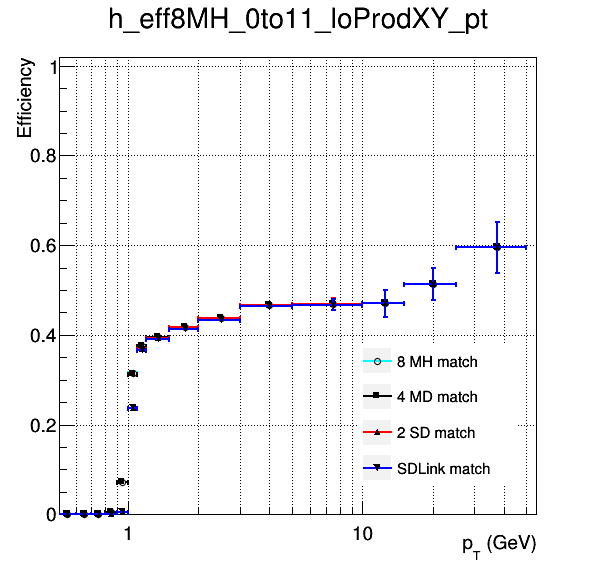 h_eff8MH_0to11_loProdXY_pt
Efficiency
1
0.8
0.6
0.4
0.2
0
8 MH match
4 MD match
2 SD match
SDLink match
1
10
p_T (GeV)